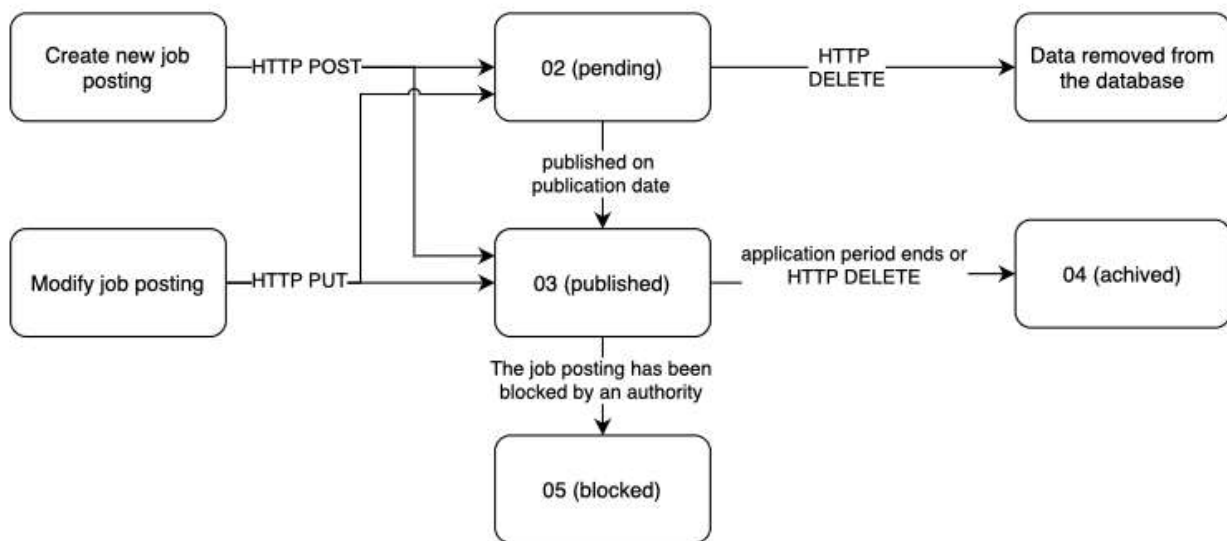 Create new job
posting
HTTP POST
02 (pending)
HTTP
DELETE
Data removed from
the database
published on
publication date
Modify job posting
HTTP PUT
03 (published)
application period ends or
HTTP DELETE
04 (achived)
The job posting has been
blocked by an authority
05 (blocked)